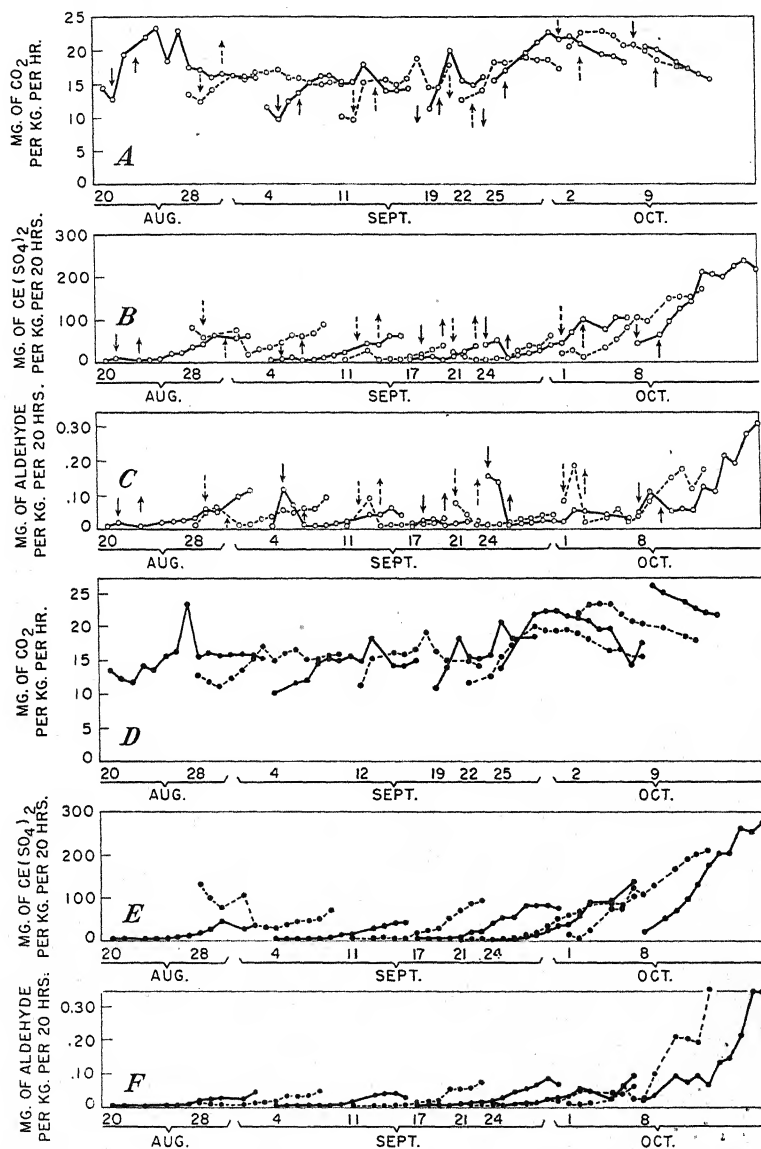 MG. OF CO2
PER KG. PER HR.
25
20
15
10
5
0
A
20 28 4 11 19 22 25 2 9
AUG. SEPT. OCT.
MG. OF CE(SO4)2
PER KG. PER 20 HRS.
300
200
100
0
B
20 28 4 11 17 21 24 1 8
AUG. SEPT. OCT.
MG. OF ALDEHYDE
PER KG. PER 20 HRS.
0.30
.20
.10
0
C
20 28 4 11 17 21 24 1 8
AUG. SEPT. OCT.
MG. OF CO2
PER KG. PER HR.
25
20
15
10
5
0
D
20 28 4 12 19 22 25 2 9
AUG. SEPT. OCT.
MG. OF CE(SO4)2
PER KG. PER 20 HRS.
300
200
100
0
E
20 28 4 11 17 21 24 1 8
AUG. SEPT. OCT.
MG. OF ALDEHYDE
PER KG. PER 20 HRS.
0.30
.20
.10
0
F
20 28 4 11 17 21 24 1 8
AUG. SEPT. OCT.